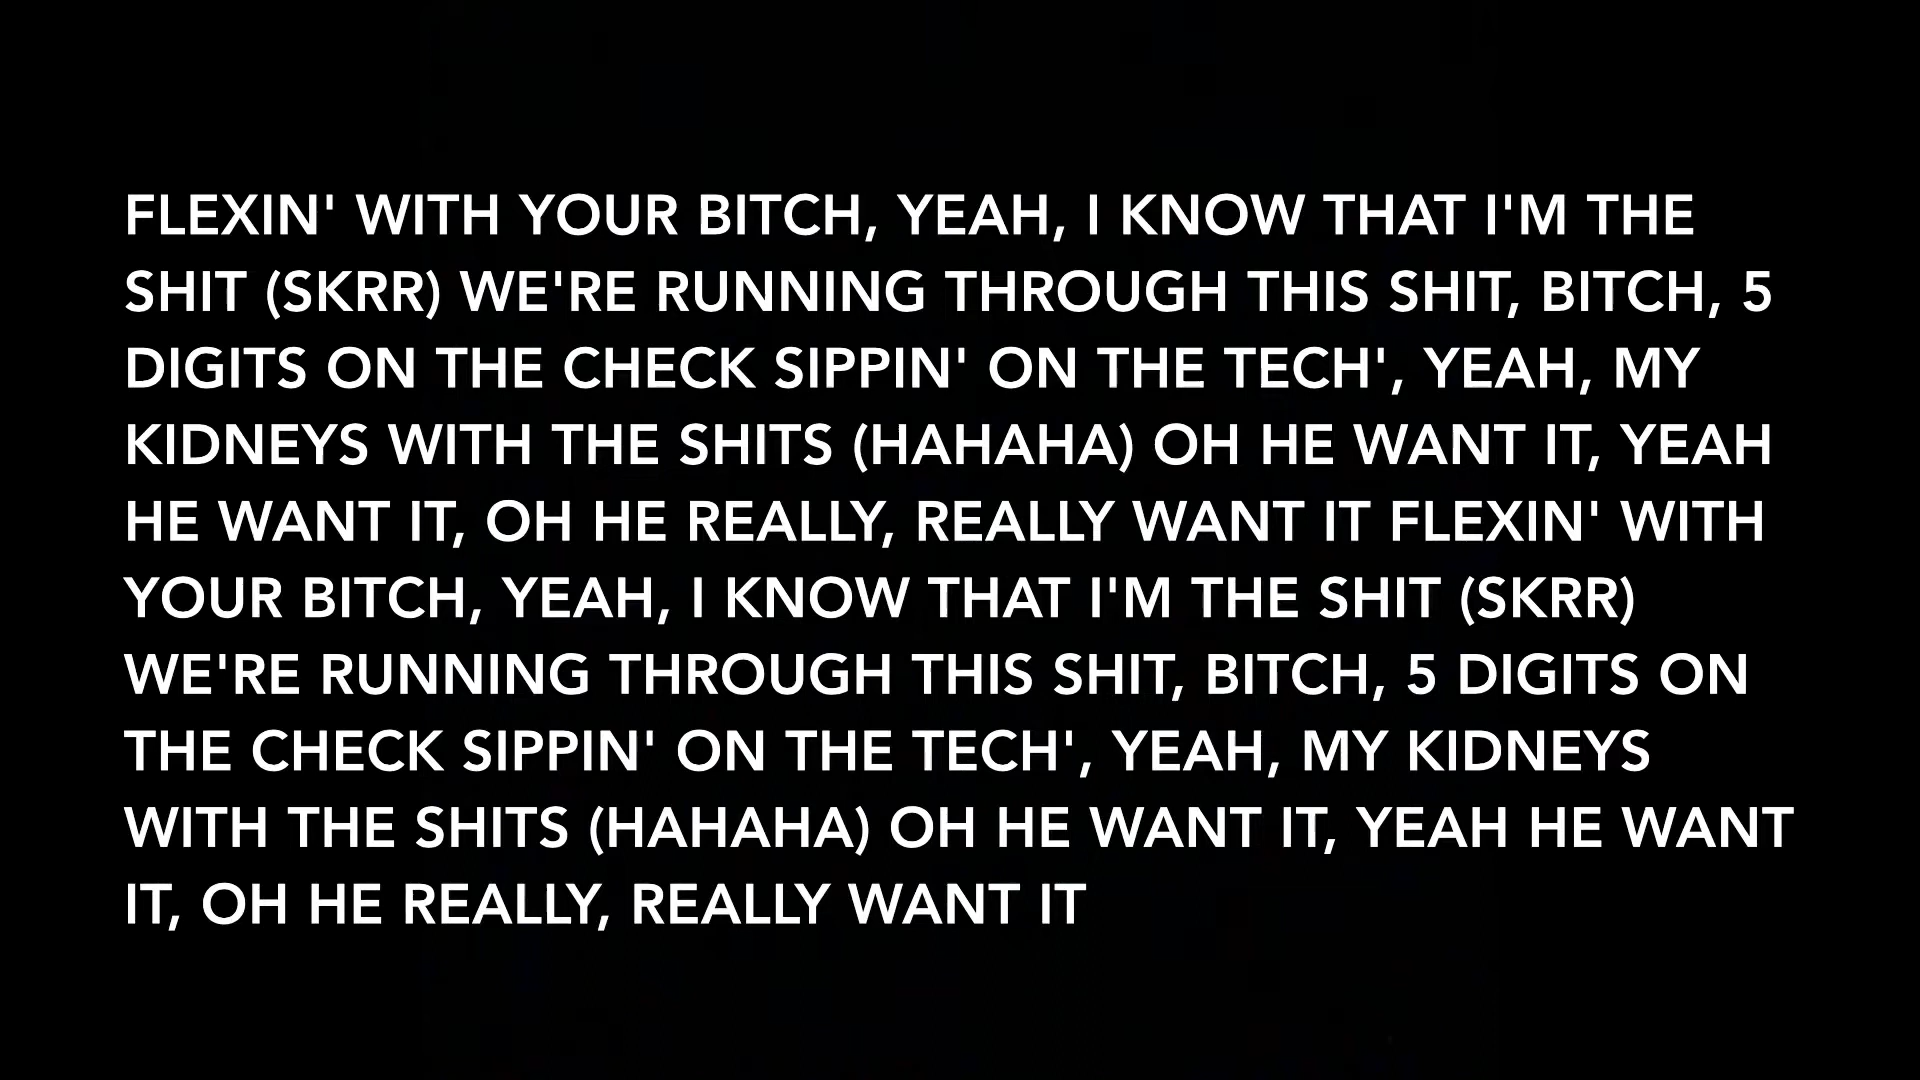 FLEXIN' WITH YOUR BITCH, YEAH, I KNOW THAT I'M THE
SHIT (SKRR) WE'RE RUNNING THROUGH THIS SHIT, BITCH, 5
DIGITS ON THE CHECK SIPPIN' ON THE TECH', YEAH, MY
KIDNEYS WITH THE SHITS (HAHAHA) OH HE WANT IT, YEAH
HE WANT IT, OH HE REALLY, REALLY WANT IT FLEXIN' WITH
YOUR BITCH, YEAH, I KNOW THAT I'M THE SHIT (SKRR)
WE'RE RUNNING THROUGH THIS SHIT, BITCH, 5 DIGITS ON
THE CHECK SIPPIN' ON THE TECH', YEAH, MY KIDNEYS
WITH THE SHITS (HAHAHA) OH HE WANT IT, YEAH HE WANT
IT, OH HE REALLY, REALLY WANT IT